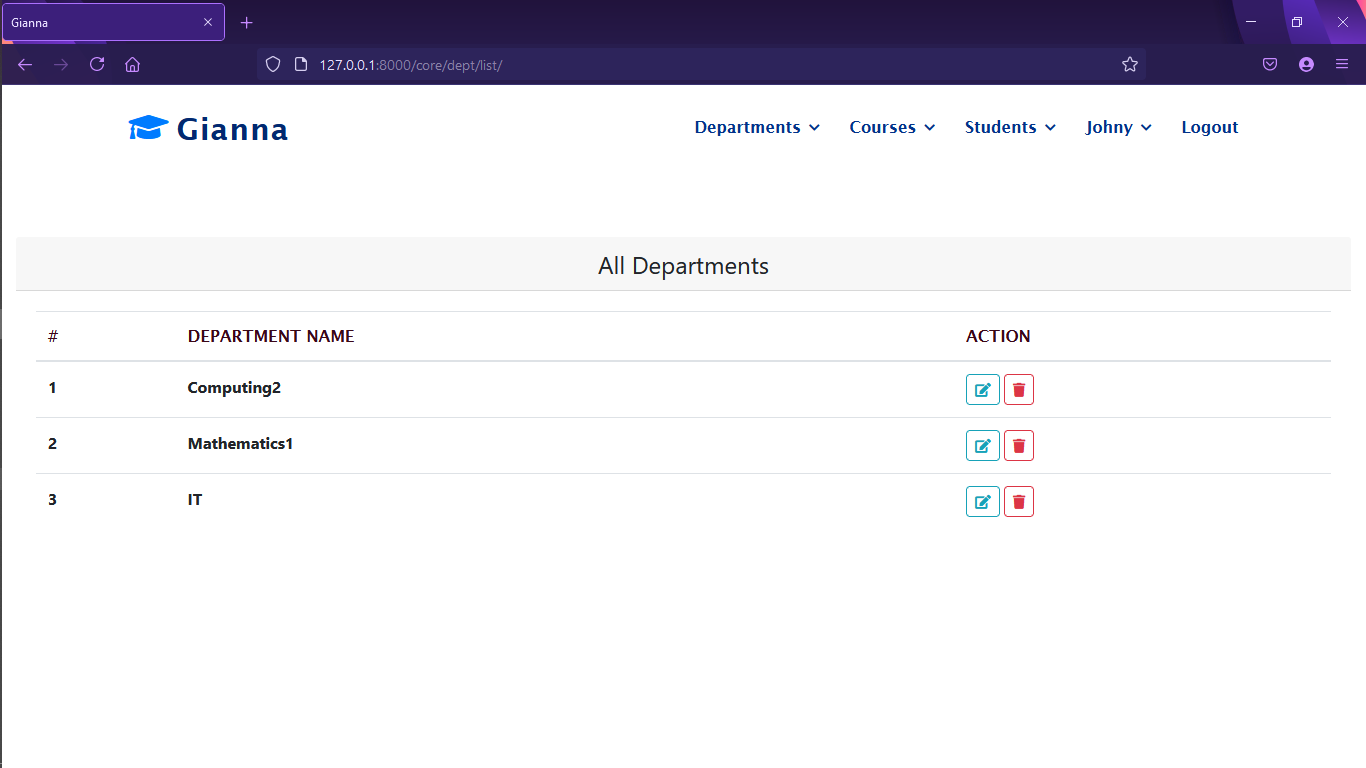 Gianna
127.0.0.1:8000/core/dept/list/
Gianna Departments Courses Students Johny Logout
All Departments
# DEPARTMENT NAME ACTION
1 Computing2
2 Mathematics1
3 IT